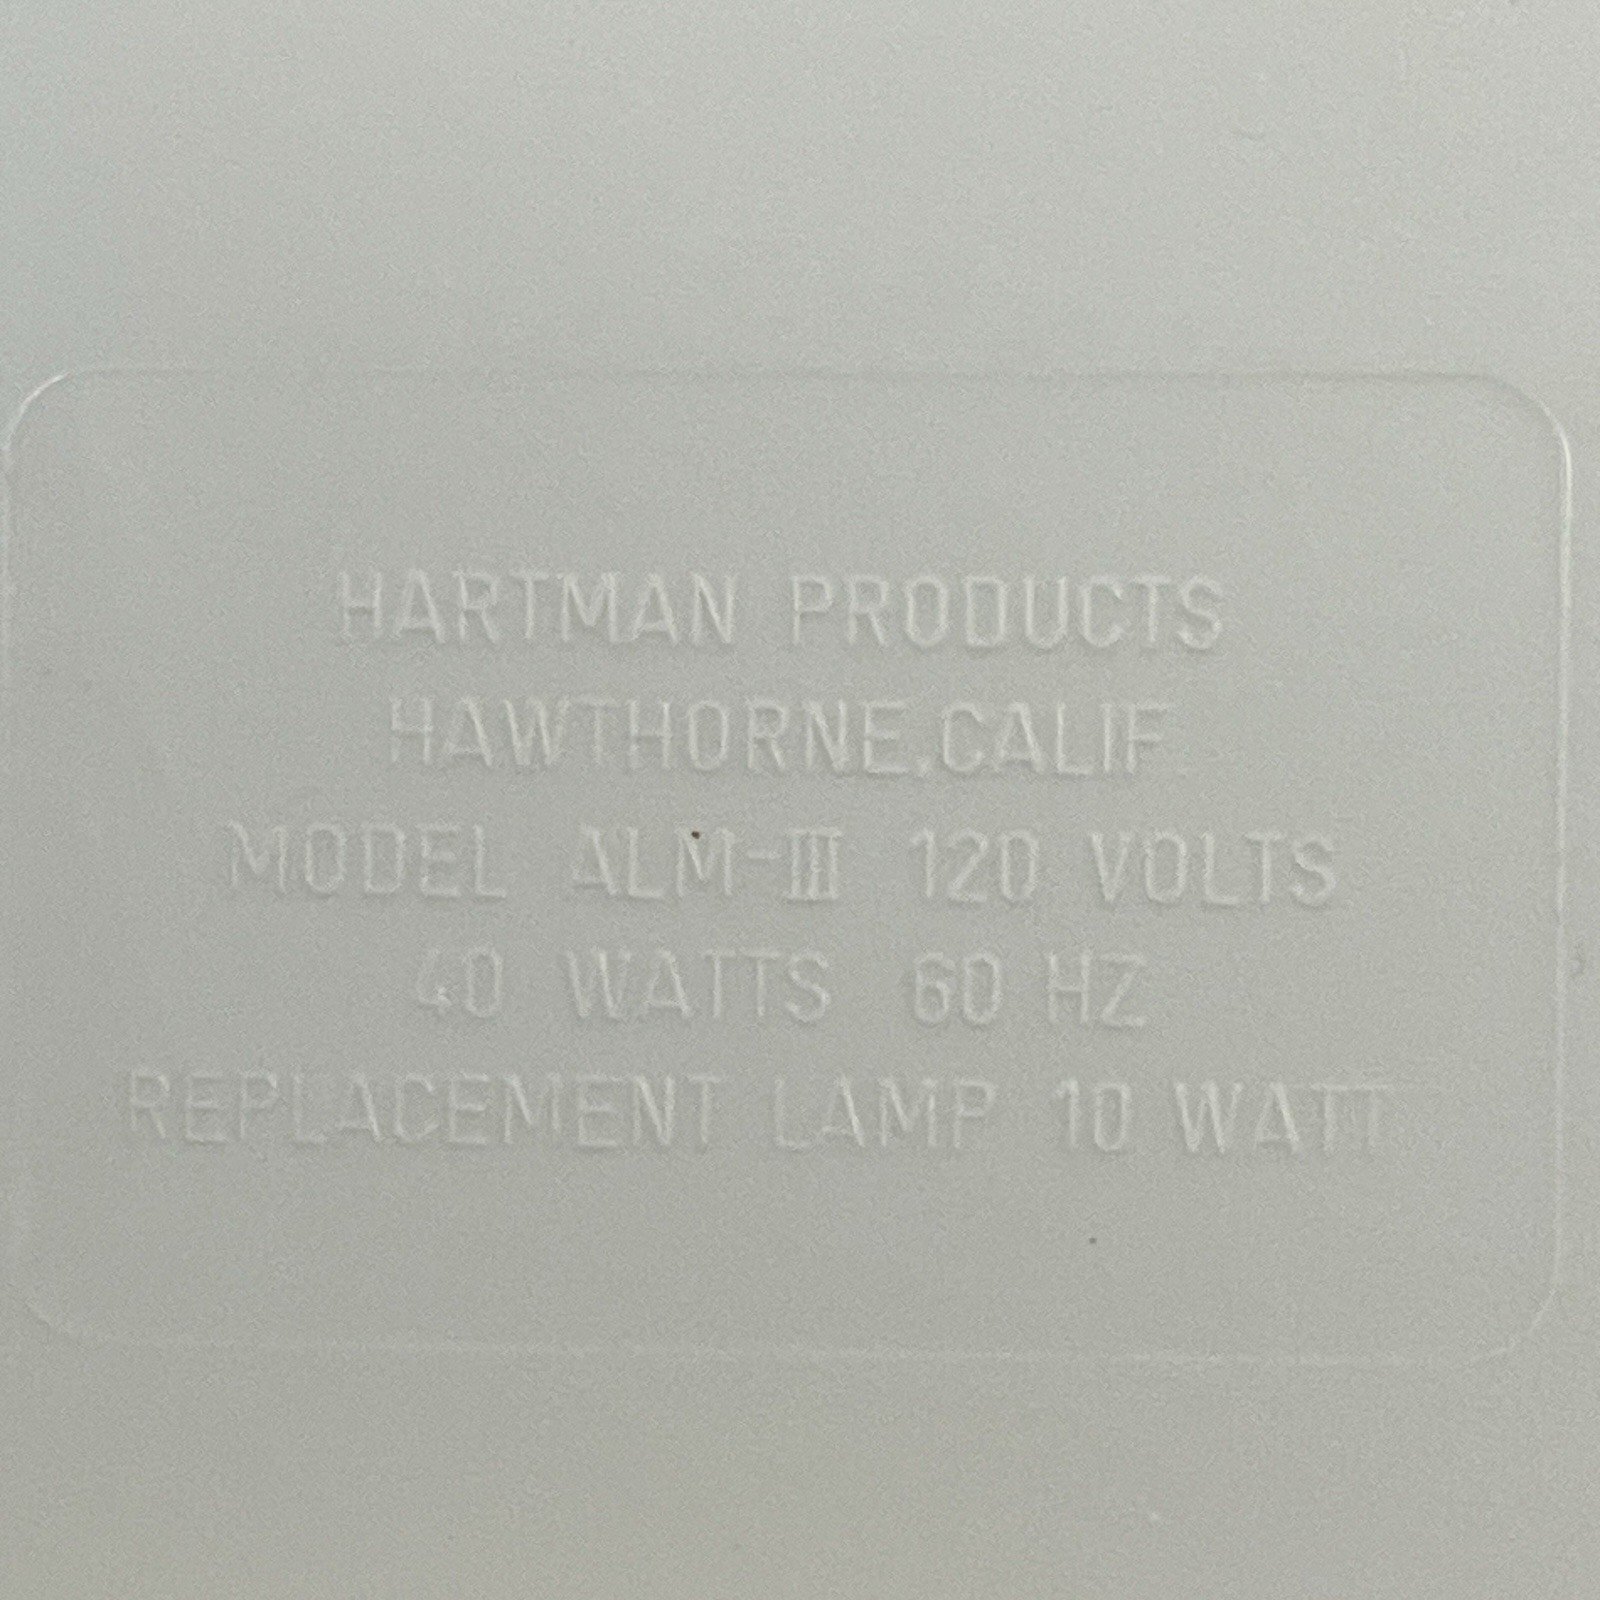 HARTMAN PRODUCTS
HAWTHORNE, CALIF.
MODEL ALM-III 120 VOLTS
40 WATTS 60 HZ
REPLACEMENT LAMP 10 WATT